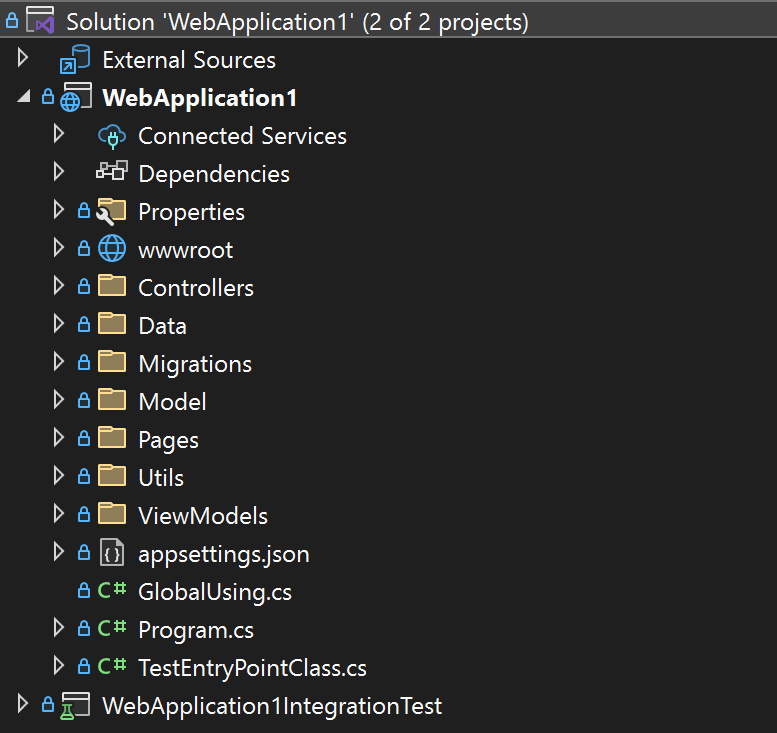 Solution 'WebApplication1' (2 of 2 projects)
External Sources
WebApplication1
Connected Services
Dependencies
Properties
wwwroot
Controllers
Data
Migrations
Model
Pages
Utils
ViewModels
appsettings.json
C# GlobalUsing.cs
C# Program.cs
C# TestEntryPointClass.cs
WebApplication1IntegrationTest